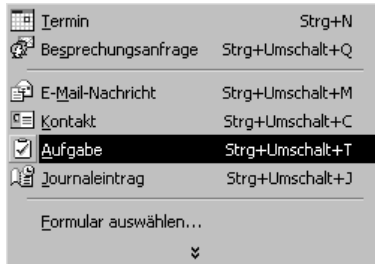 Termin Strg+N
Besprechungsanfrage Strg+Umschalt+Q
E-Mail-Nachricht Strg+Umschalt+M
Kontakt Strg+Umschalt+C
Aufgabe Strg+Umschalt+T
Journaleintrag Strg+Umschalt+J
Formular auswählen...